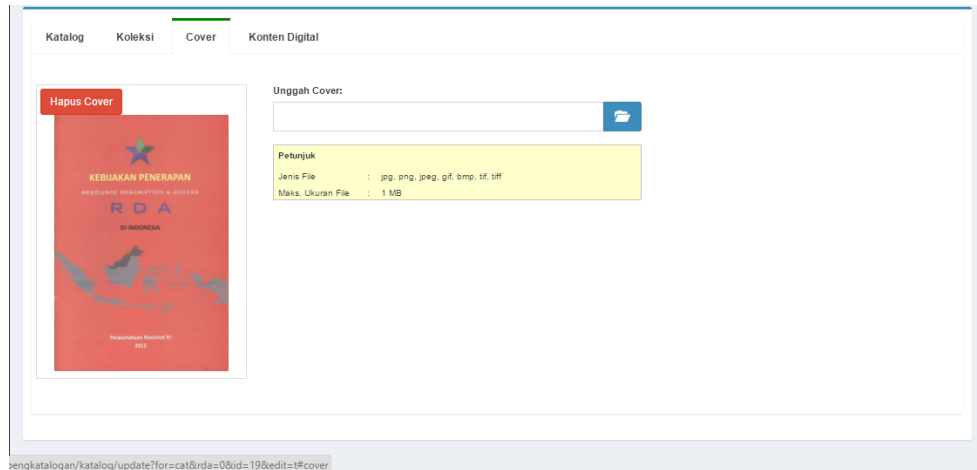 Katalog Koleksi Cover Konten Digital
Hapus Cover
KEBIJAKAN PENERAPAN
RESOURCE DESCRIPTION & ACCESS
R D A
DI INDONESIA
Perpustakaan Nasional RI
2015
Unggah Cover:
Petunjuk
Jenis File : jpg, png, jpeg, gif, bmp, tif, tiff
Maks. Ukuran File : 1 MB
pengkatalogan/katalog/update?for=cat&rda=0&id=19&edit=t#cover